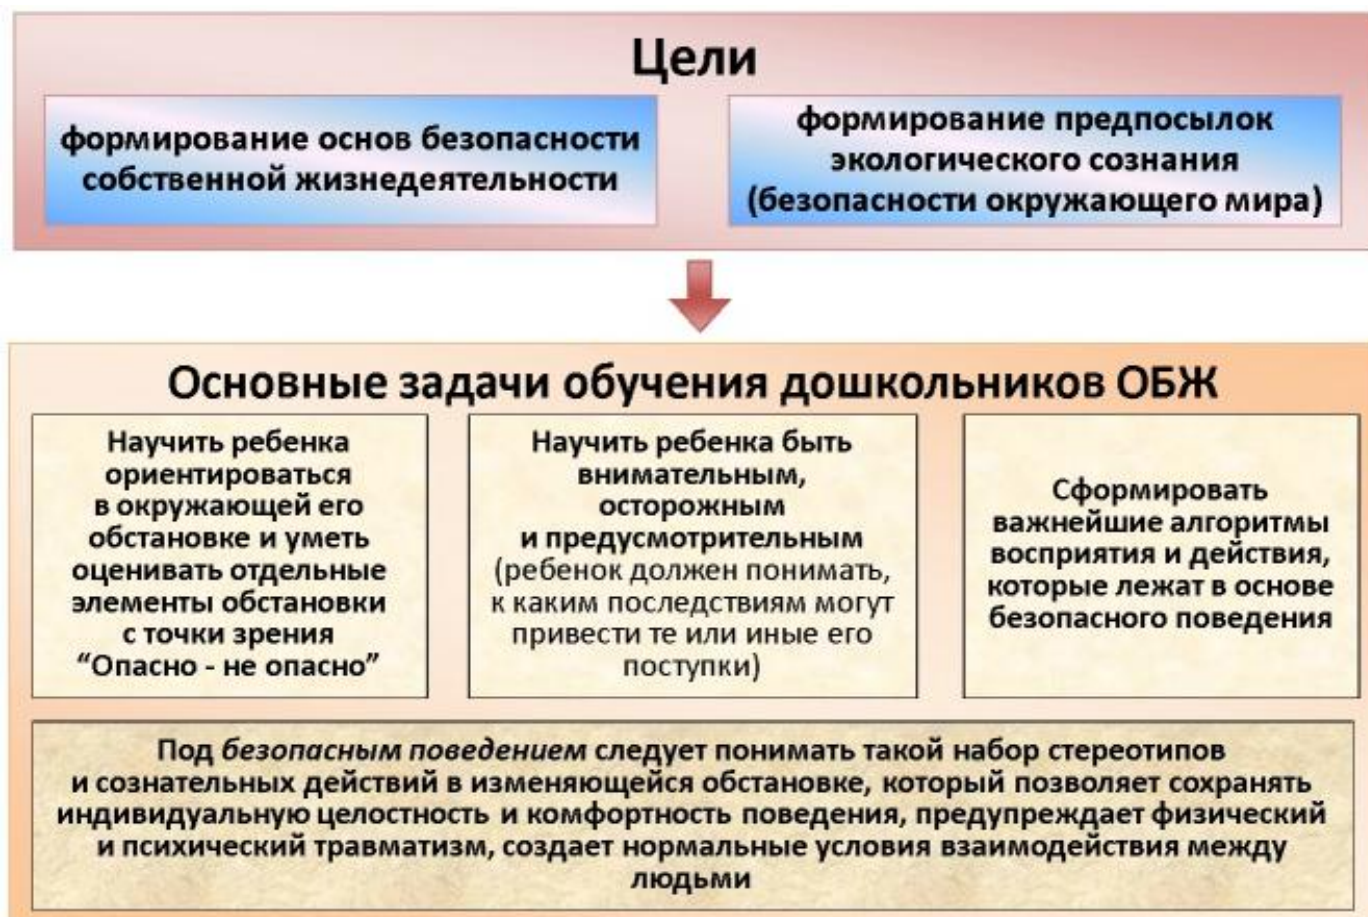 Цели
формирование основ безопасности
собственной жизнедеятельности
формирование предпосылок
экологического сознания
(безопасности окружающего мира)
Основные задачи обучения дошкольников ОБЖ
Научить ребенка
ориентироваться
в окружающей его
обстановке и уметь
оценивать отдельные
элементы обстановки
с точки зрения
“Опасно - не опасно”
Научить ребенка быть
внимательным,
осторожным
и предусмотрительным
(ребенок должен понимать,
к каким последствиям могут
привести те или иные его
поступки)
Сформировать
важнейшие алгоритмы
восприятия и действия,
которые лежат в основе
безопасного поведения
Под безопасным поведением следует понимать такой набор стереотипов
и сознательных действий в изменяющейся обстановке, который позволяет сохранять
индивидуальную целостность и комфортность поведения, предупреждает физический
и психический травматизм, создает нормальные условия взаимодействия между
людьми